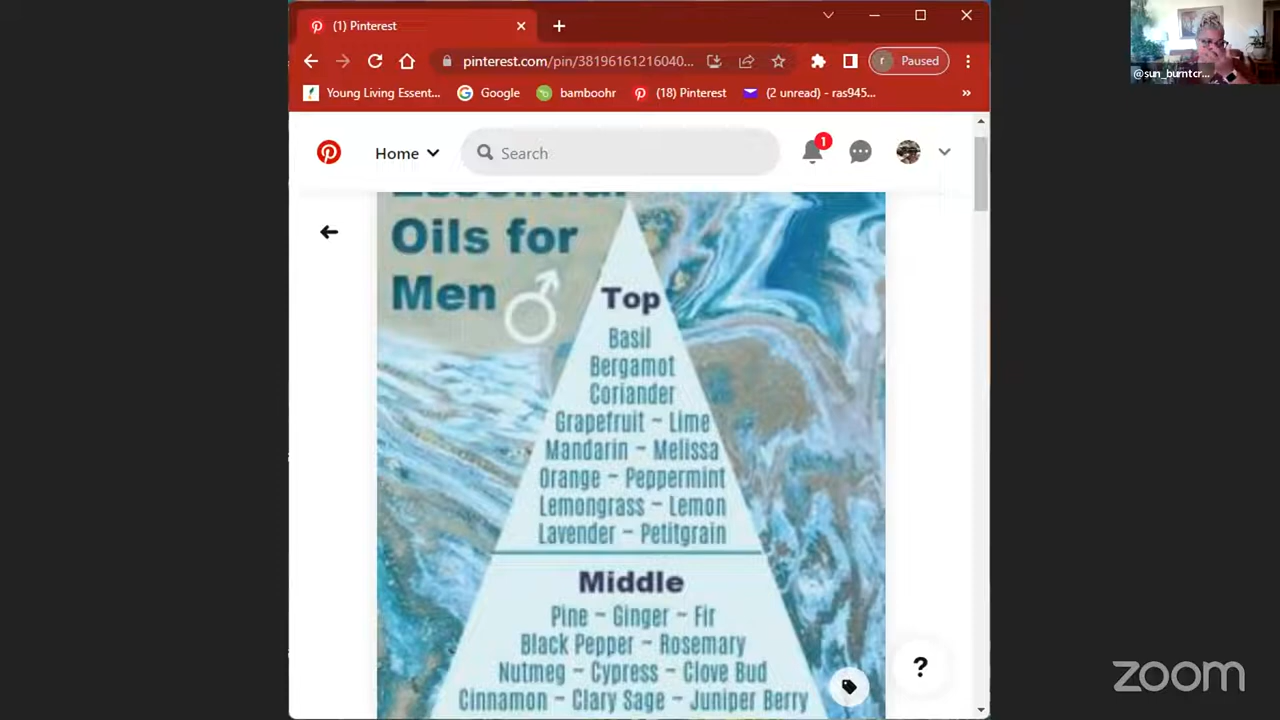 (1) Pinterest
pinterest.com/pin/38196161216040...
Paused
Young Living Essent...
Google
bamboohr
(18) Pinterest
(2 unread) - ras945...
»
@sun_burntcr...
Home
Search
1
Essential
Oils for
Men
Top
Basil
Bergamot
Coriander
Grapefruit ~ Lime
Mandarin ~ Melissa
Orange ~ Peppermint
Lemongrass ~ Lemon
Lavender ~ Petitgrain
Middle
Pine ~ Ginger ~ Fir
Black Pepper ~ Rosemary
Nutmeg ~ Cypress ~ Clove Bud
Cinnamon ~ Clary Sage ~ Juniper Berry
?
zoom